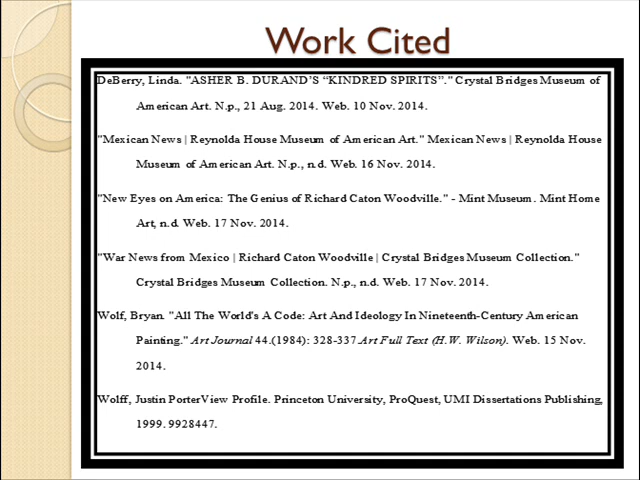 Work Cited
DeBerry, Linda. "ASHER B. DURAND’S “KINDRED SPIRITS”." Crystal Bridges Museum of
American Art. N.p., 21 Aug. 2014. Web. 10 Nov. 2014.
"Mexican News | Reynolda House Museum of American Art." Mexican News | Reynolda House
Museum of American Art. N.p., n.d. Web. 16 Nov. 2014.
"New Eyes on America: The Genius of Richard Caton Woodville." - Mint Museum. Mint Home
Art, n.d. Web. 17 Nov. 2014.
"War News from Mexico | Richard Caton Woodville | Crystal Bridges Museum Collection."
Crystal Bridges Museum Collection. N.p., n.d. Web. 17 Nov. 2014.
Wolf, Bryan. "All The World's A Code: Art And Ideology In Nineteenth-Century American
Painting." Art Journal 44.(1984): 328-337.Art Full Text (H.W. Wilson). Web. 15 Nov.
2014.
Wolff, Justin PorterView Profile. Princeton University, ProQuest, UMI Dissertations Publishing,
1999. 9928447.